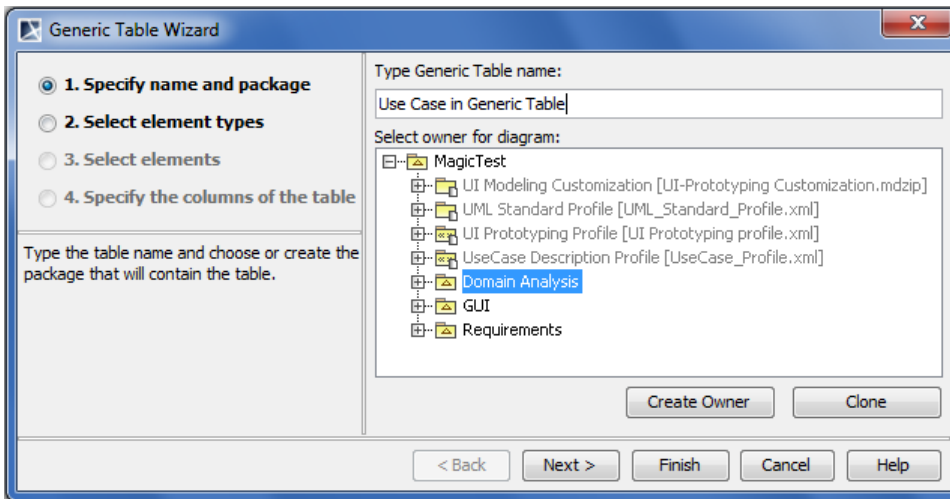 Generic Table Wizard
1. Specify name and package
2. Select element types
3. Select elements
4. Specify the columns of the table
Type the table name and choose or create the
package that will contain the table.
Type Generic Table name:
Use Case in Generic Table
Select owner for diagram:
MagicTest
UI Modeling Customization [UI-Prototyping Customization.mdzip]
UML Standard Profile [UML_Standard_Profile.xml]
UI Prototyping Profile [UI Prototyping profile.xml]
UseCase Description Profile [UseCase_Profile.xml]
Domain Analysis
GUI
Requirements
Create Owner
Clone
< Back
Next >
Finish
Cancel
Help